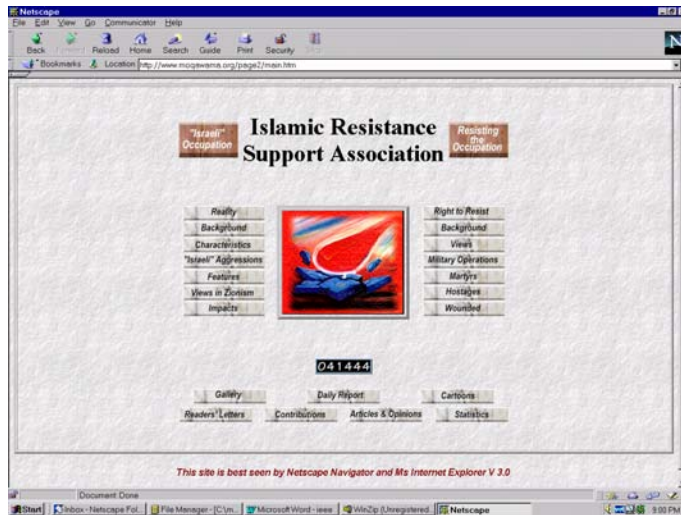 Netscape
File Edit View Go Communicator Help
Back Reload Home Search Guide Print Security
Bookmarks Location http://www.moqawama.org/page2/main.htm
"Israeli" Occupation
Islamic Resistance
Support Association
Resisting the Occupation
Reality
Right to Resist
Background
Background
Characteristics
Views
"Israeli" Aggressions
Military Operations
Features
Martyrs
Views in Zionism
Hostages
Impacts
Wounded
041444
Gallery Daily Report Cartoons
Readers' Letters Contributions Articles & Opinions Statistics
This site is best seen by Netscape Navigator and Ms Internet Explorer V 3.0
Document Done
Start Inbox - Netscape Fol... File Manager - [C:\m... Microsoft Word - ieee WinZip (Unregistered... Netscape 9:00 PM